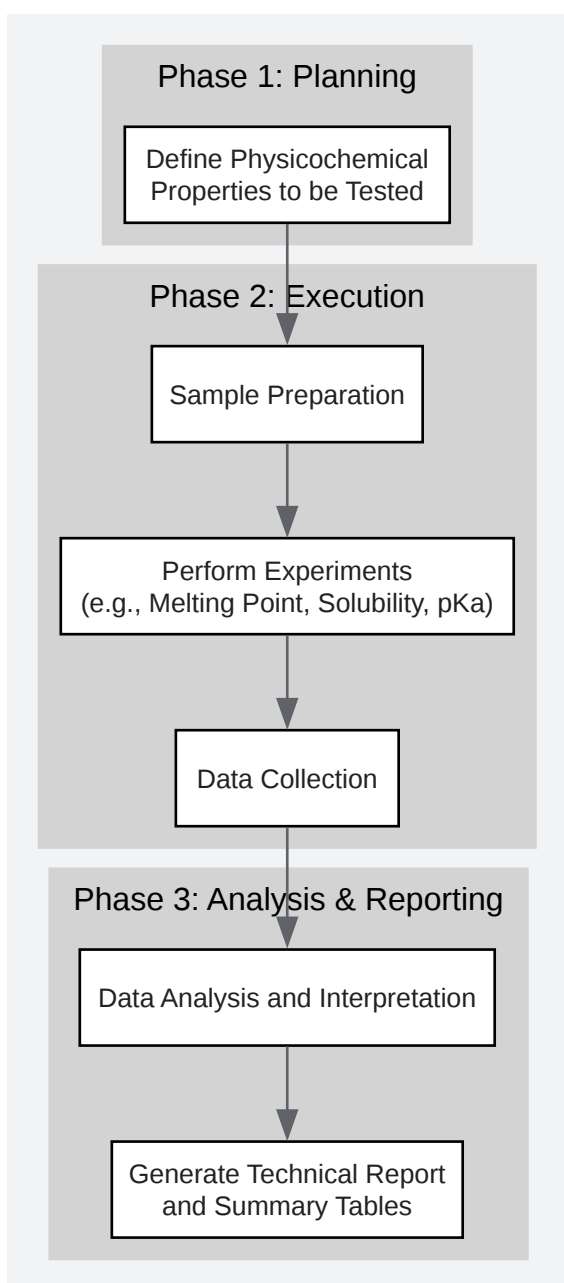 Phase 1: Planning
Define Physicochemical
Properties to be Tested
Phase 2: Execution
Sample Preparation
Perform Experiments
(e.g., Melting Point, Solubility, pKa)
Data Collection
Phase 3: Analysis & Reporting
Data Analysis and Interpretation
Generate Technical Report
and Summary Tables